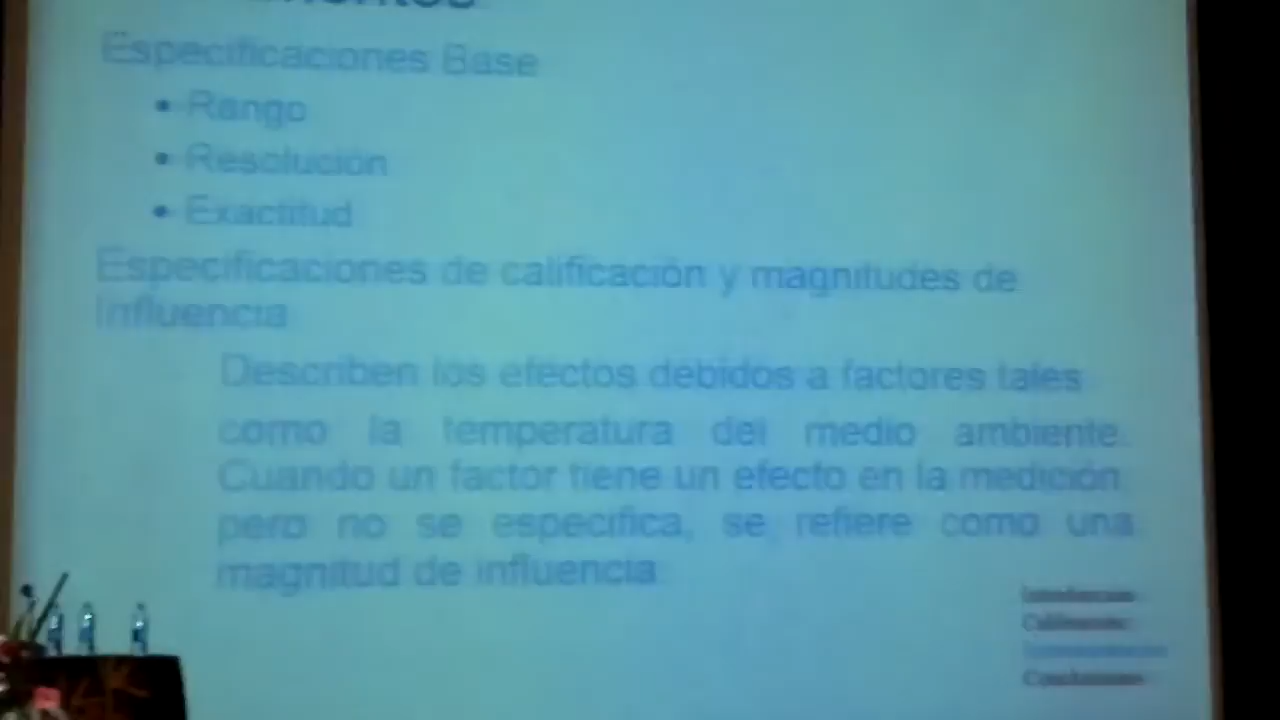 Especificaciones Base
• Rango
• Resolución
• Exactitud
Especificaciones de calificación y magnitudes de
Influencia
Describen los efectos debidos a factores tales
como la temperatura del medio ambiente.
Cuando un factor tiene un efecto en la medición
pero no se especifica, se refiere como una
magnitud de influencia